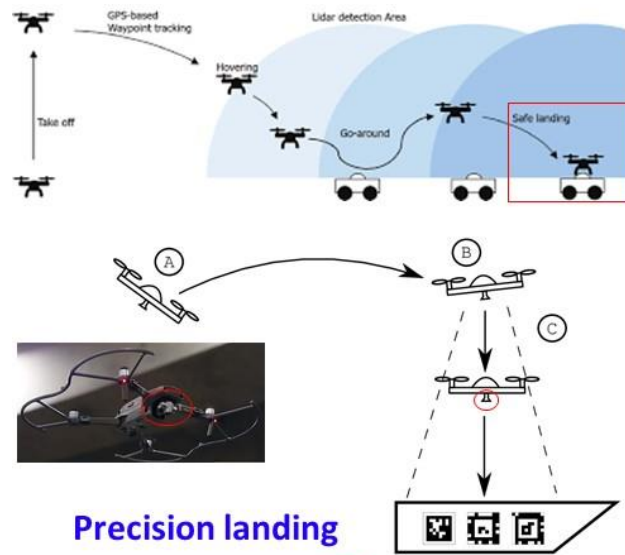 GPS-based
Waypoint tracking
Lidar detection Area
Hovering
Take off
Go-around
Safe landing
A
B
C
Precision landing